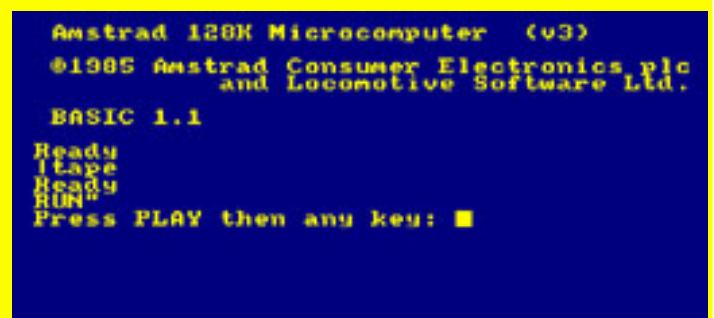 Amstrad 128K Microcomputer (v3)
©1985 Amstrad Consumer Electronics plc
and Locomotive Software Ltd.
BASIC 1.1
Ready
|tape
Ready
RUN"
Press PLAY then any key: